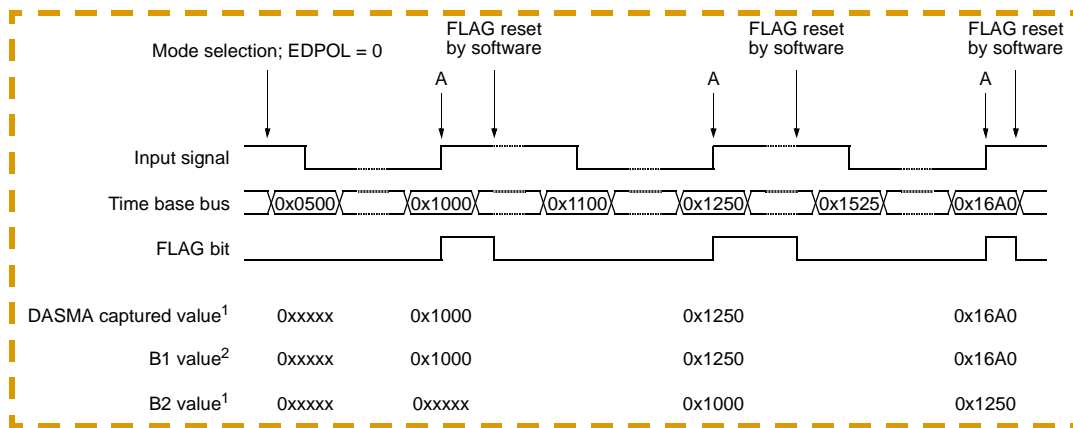 FLAG reset
by software
FLAG reset
by software
FLAG reset
by software
Mode selection; EDPOL = 0
A
A
A
Input signal
Time base bus
0x0500
0x1000
0x1100
0x1250
0x1525
0x16A0
FLAG bit
DASMA captured value1 0xxxxx 0x1000 0x1250 0x16A0
B1 value2 0xxxxx 0x1000 0x1250 0x16A0
B2 value1 0xxxxx 0xxxxx 0x1000 0x1250